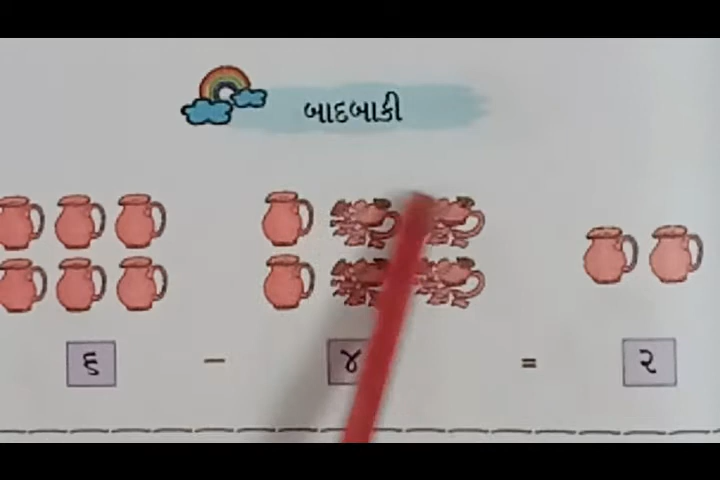 બાદબાકી
૬ - ૪ = ૨